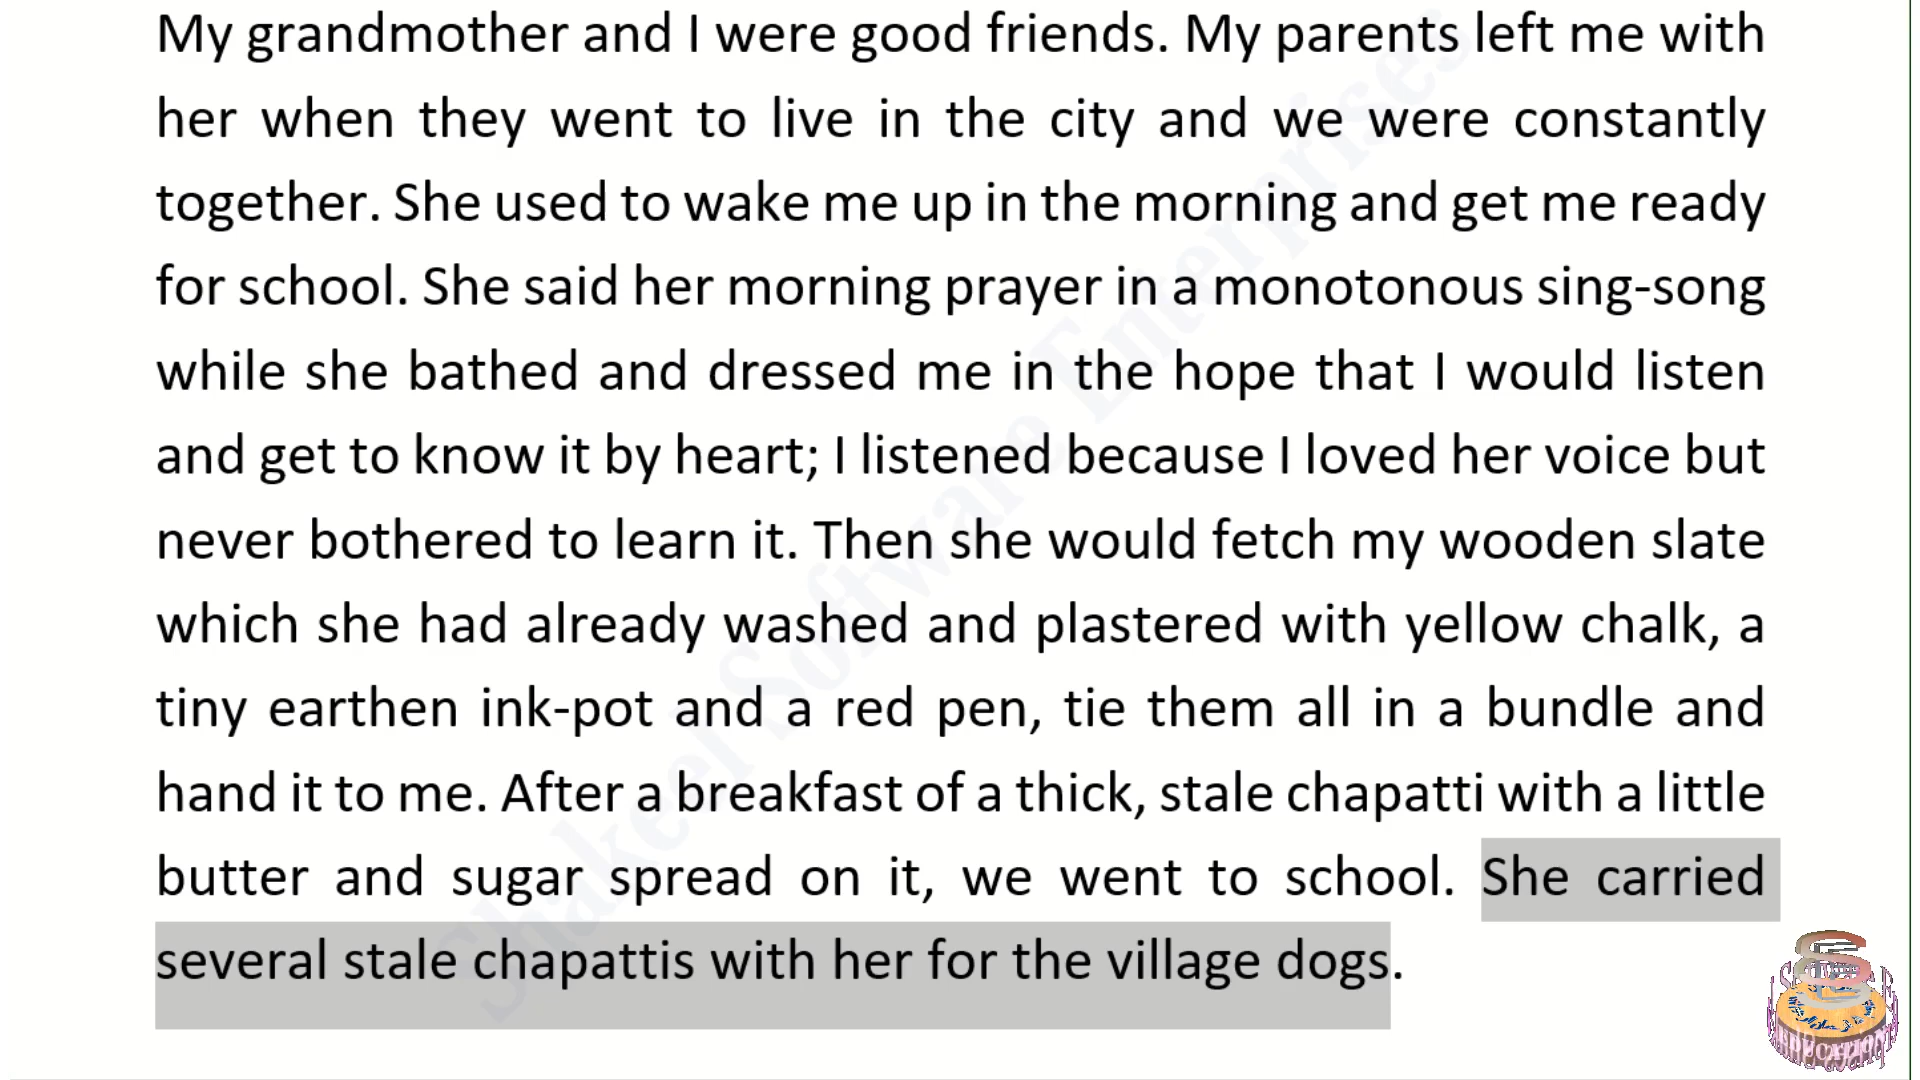 My grandmother and I were good friends. My parents left me with
her when they went to live in the city and we were constantly
together. She used to wake me up in the morning and get me ready
for school. She said her morning prayer in a monotonous sing-song
while she bathed and dressed me in the hope that I would listen
and get to know it by heart; I listened because I loved her voice but
never bothered to learn it. Then she would fetch my wooden slate
which she had already washed and plastered with yellow chalk, a
tiny earthen ink-pot and a red pen, tie them all in a bundle and
hand it to me. After a breakfast of a thick, stale chapatti with a little
butter and sugar spread on it, we went to school. She carried
several stale chapattis with her for the village dogs.
Shakeel Software Enterprises
EDUCATION